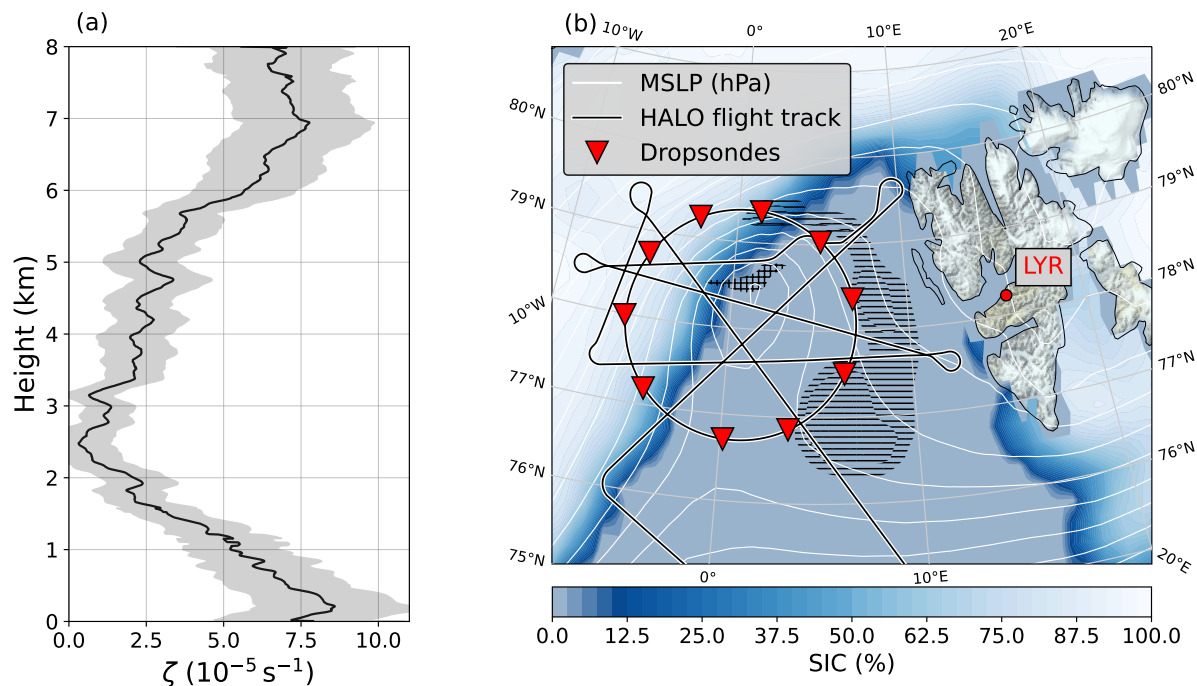 (a)
8
7
6
5
4
3
2
1
0
Height (km)
0.0 2.5 5.0 7.5 10.0
ζ (10⁻⁵ s⁻¹)
(b)
10°W 0° 10°E 20°E
MSLP (hPa)
HALO flight track
Dropsondes
80°N
79°N
10°W
77°N
76°N
75°N
80°N
79°N
78°N
77°N
76°N
20°E
LYR
0° 10°E
0.0 12.5 25.0 37.5 50.0 62.5 75.0 87.5 100.0
SIC (%)